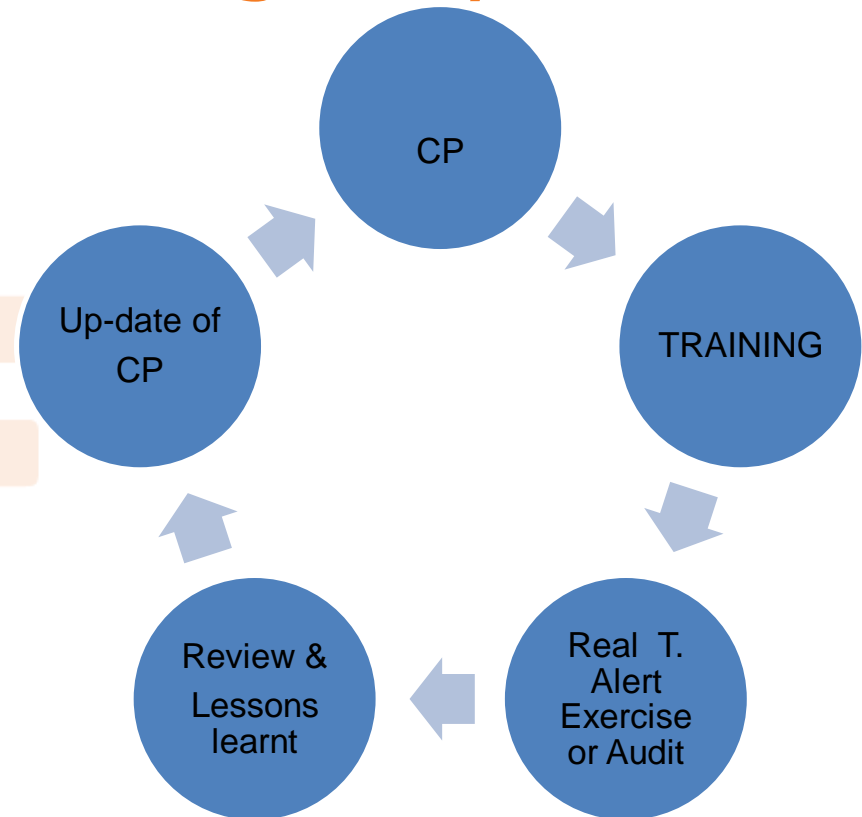 CP
TRAINING
Real T.
Alert
Exercise
or Audit
Review &
Lessons
learnt
Up-date of
CP